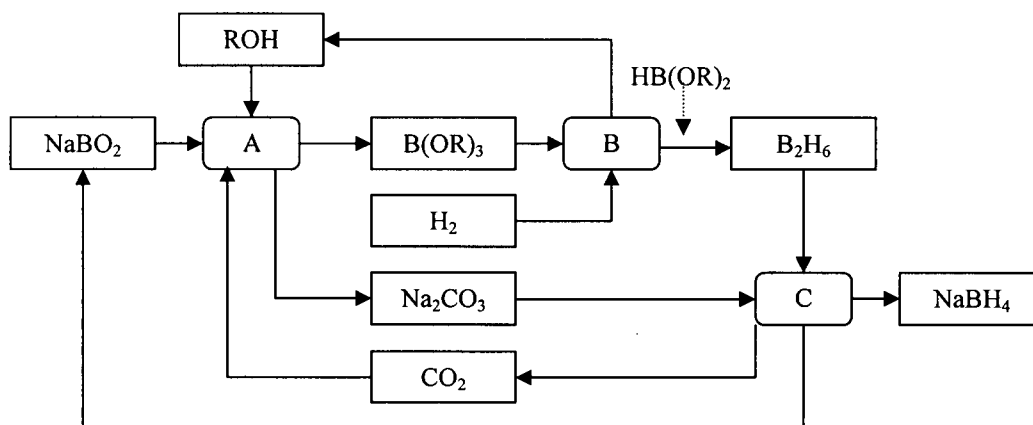 ROH
HB(OR)₂
NaBO₂
A
B(OR)₃
B
B₂H₆
H₂
Na₂CO₃
C
NaBH₄
CO₂